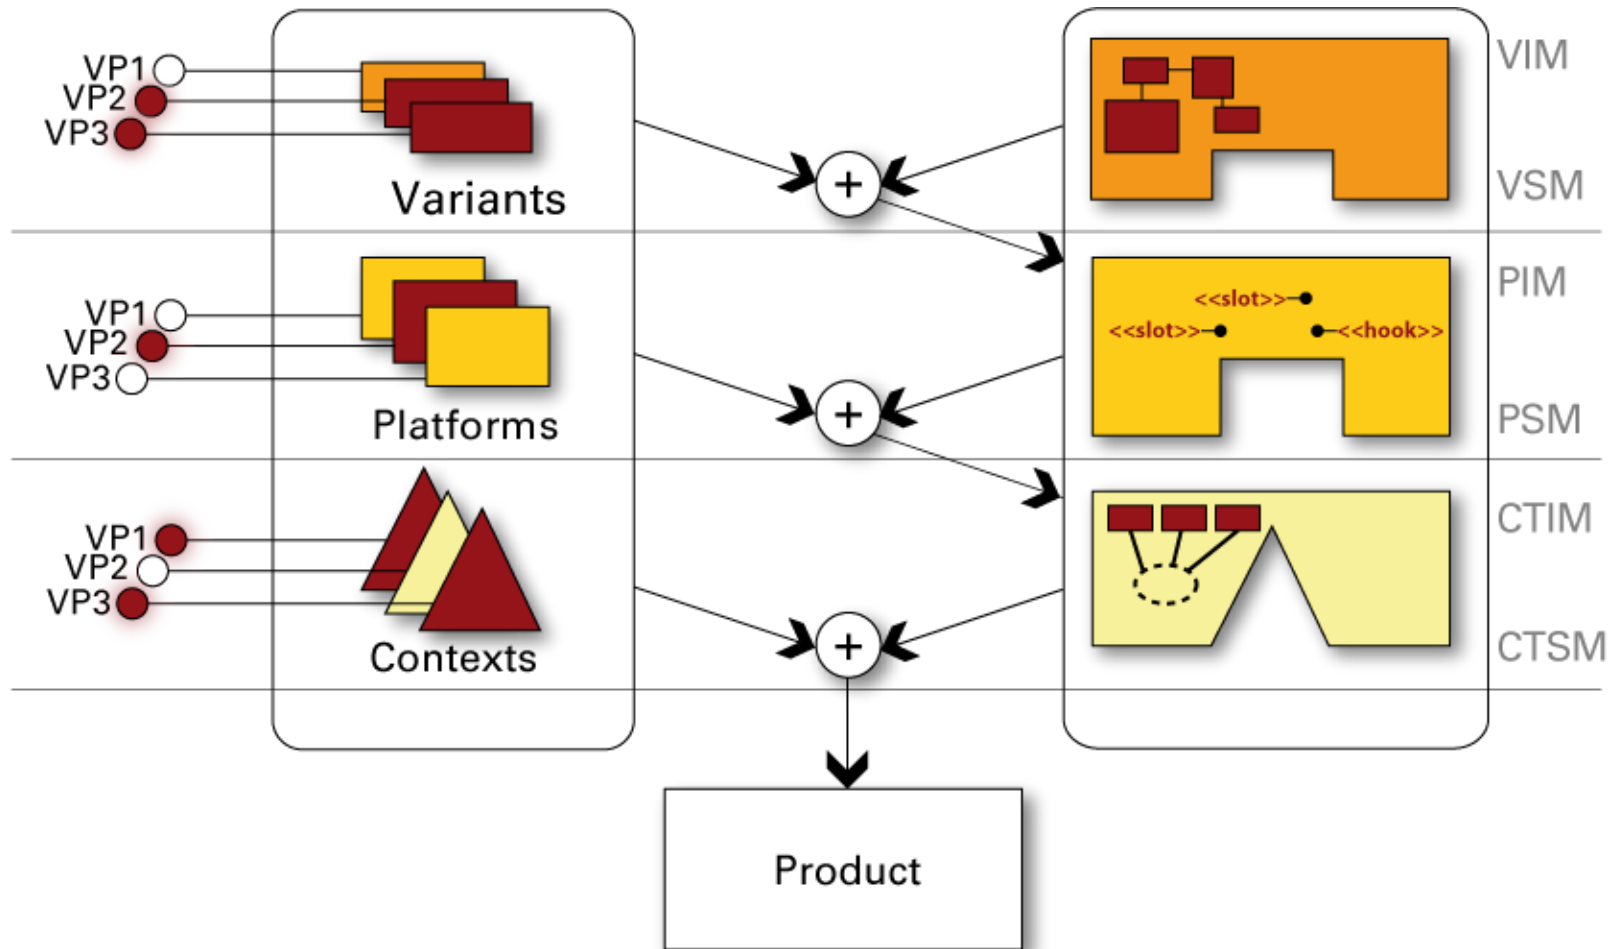 VP1
VP2
VP3
Variants
+
VIM
VSM
VP1
VP2
VP3
Platforms
+
<<slot>>
<<slot>>
<<hook>>
PIM
PSM
VP1
VP2
VP3
Contexts
+
CTIM
CTSM
Product